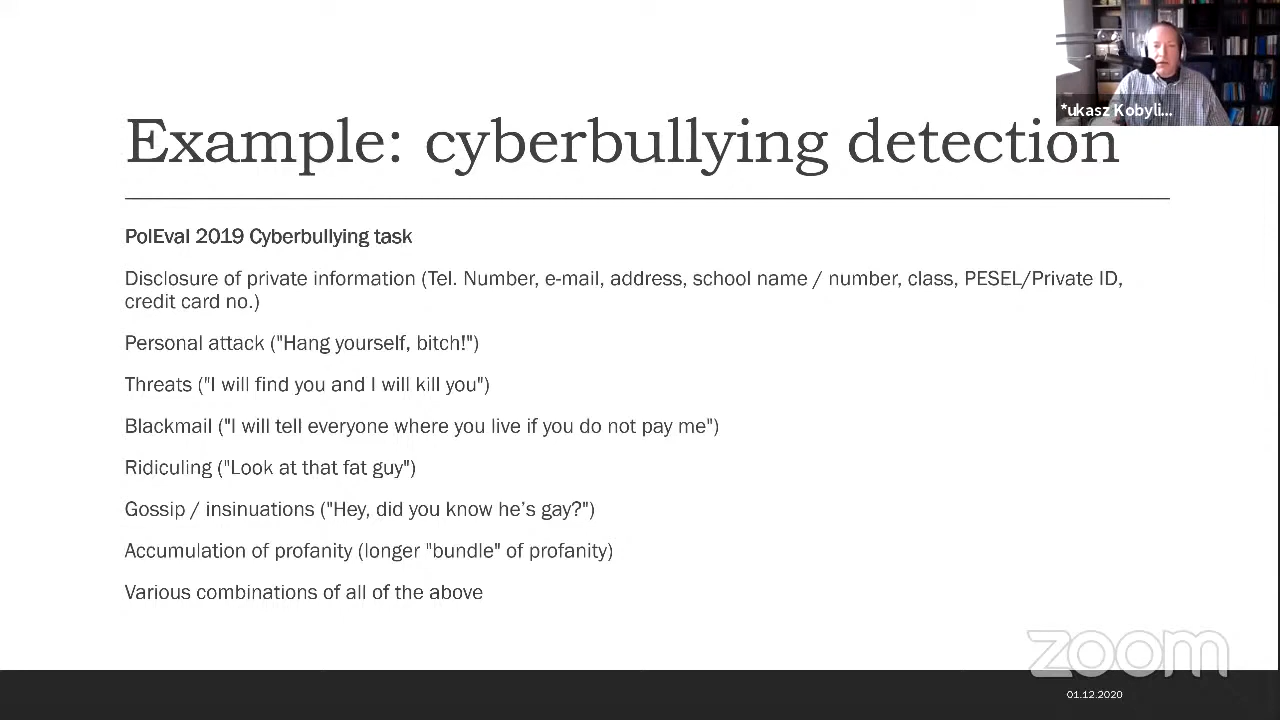 *ukasz Kobyli...
Example: cyberbullying detection
PolEval 2019 Cyberbullying task
Disclosure of private information (Tel. Number, e-mail, address, school name / number, class, PESEL/Private ID,
credit card no.)
Personal attack ("Hang yourself, bitch!")
Threats ("I will find you and I will kill you")
Blackmail ("I will tell everyone where you live if you do not pay me")
Ridiculing ("Look at that fat guy")
Gossip / insinuations ("Hey, did you know he’s gay?")
Accumulation of profanity (longer "bundle" of profanity)
Various combinations of all of the above
zoom
01.12.2020